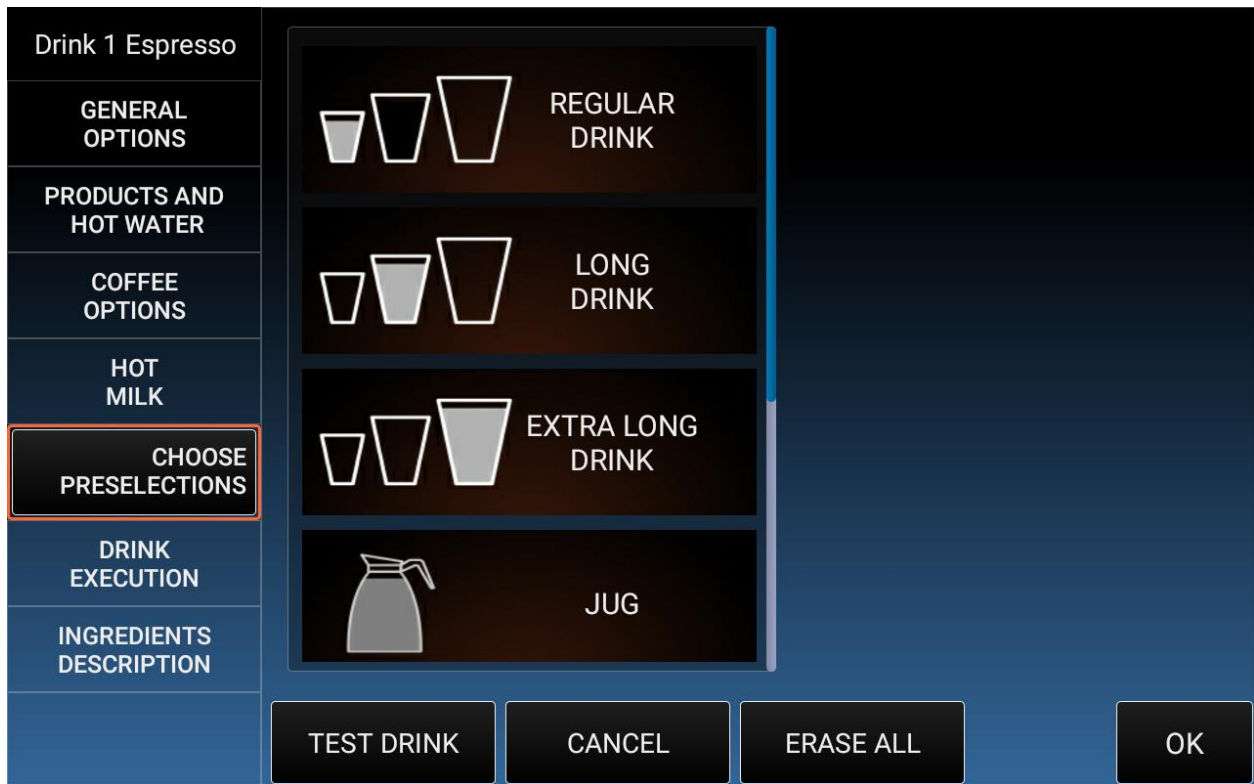 Drink 1 Espresso
GENERAL
OPTIONS
PRODUCTS AND
HOT WATER
COFFEE
OPTIONS
HOT
MILK
CHOOSE
PRESELECTIONS
DRINK
EXECUTION
INGREDIENTS
DESCRIPTION
REGULAR
DRINK
LONG
DRINK
EXTRA LONG
DRINK
JUG
TEST DRINK
CANCEL
ERASE ALL
OK